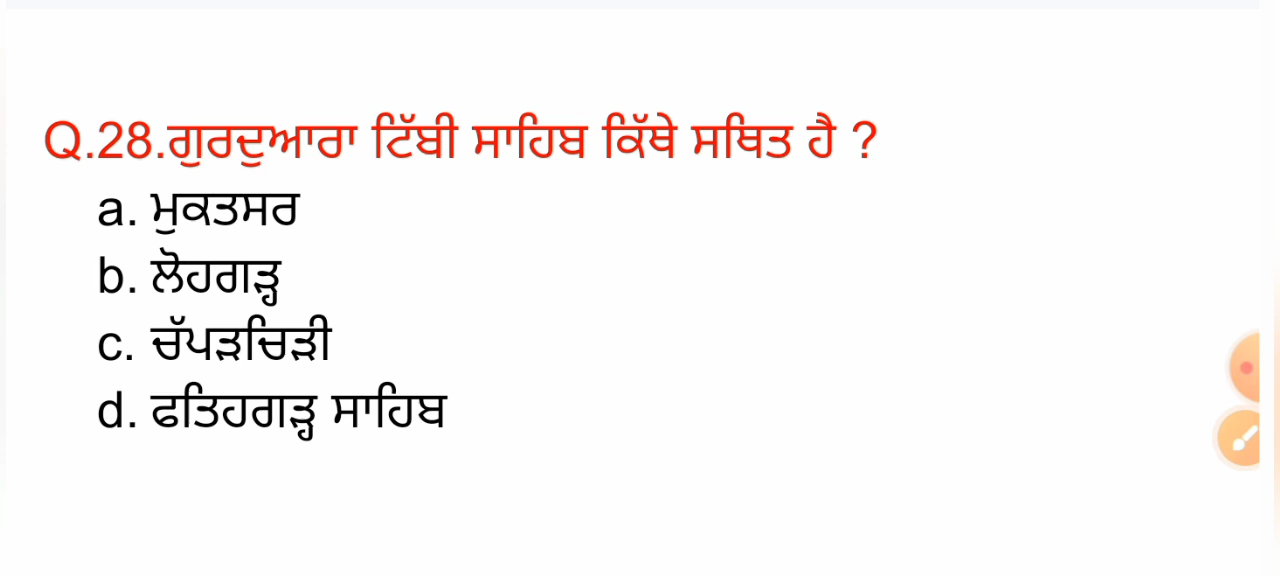 Q.28.ਗੁਰਦੁਆਰਾ ਟਿੱਬੀ ਸਾਹਿਬ ਕਿੱਥੇ ਸਥਿਤ ਹੈ ?
a. ਮੁਕਤਸਰ
b. ਲੋਹਗੜ੍ਹ
c. ਚੱਪੜਚਿੜੀ
d. ਫਤਿਹਗੜ੍ਹ ਸਾਹਿਬ